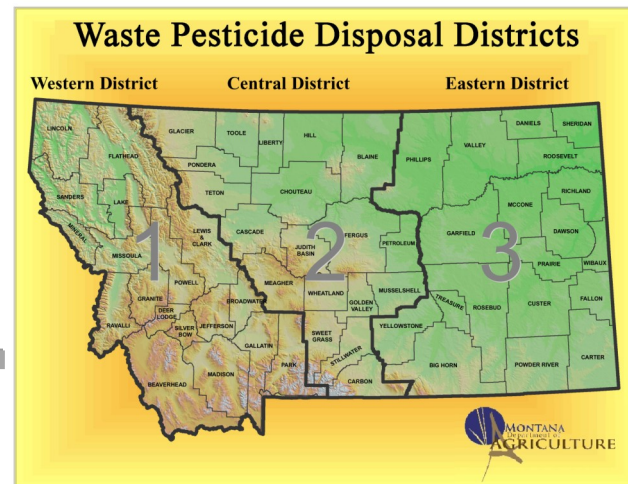 Waste Pesticide Disposal Districts
Western District
Central District
Eastern District
LINCOLN
FLATHEAD
SANDERS
LAKE
MINERAL
MISSOULA
1
LEWIS
& CLARK
POWELL
GRANITE
DEER
LODGE
RAVALLI
SILVER
BOW
JEFFERSON
BROADWATER
GALLATIN
PARK
MADISON
BEAVERHEAD
GLACIER
TOOLE
LIBERTY
HILL
BLAINE
PONDERA
TETON
CHOUTEAU
CASCADE
JUDITH
BASIN
FERGUS
PETROLEUM
2
MEAGHER
WHEATLAND
GOLDEN
VALLEY
MUSSELSHELL
SWEET
GRASS
STILLWATER
CARBON
PHILLIPS
VALLEY
DANIELS
SHERIDAN
ROOSEVELT
RICHLAND
MCCONE
GARFIELD
DAWSON
3
PRAIRIE
WIBAUX
TREASURE
ROSEBUD
CUSTER
FALLON
YELLOWSTONE
BIG HORN
POWDER RIVER
CARTER
MONTANA
Department of
AGRICULTURE